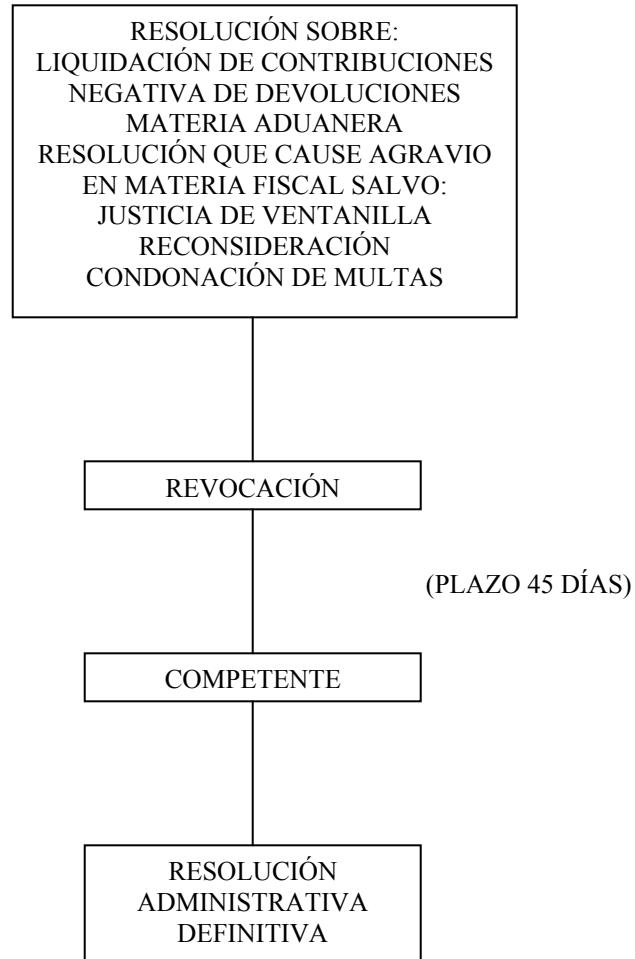 RESOLUCIÓN SOBRE:
LIQUIDACIÓN DE CONTRIBUCIONES
NEGATIVA DE DEVOLUCIONES
MATERIA ADUANERA
RESOLUCIÓN QUE CAUSE AGRAVIO
EN MATERIA FISCAL SALVO:
JUSTICIA DE VENTANILLA
RECONSIDERACIÓN
CONDONACIÓN DE MULTAS
REVOCACIÓN
(PLAZO 45 DÍAS)
COMPETENTE
RESOLUCIÓN
ADMINISTRATIVA
DEFINITIVA